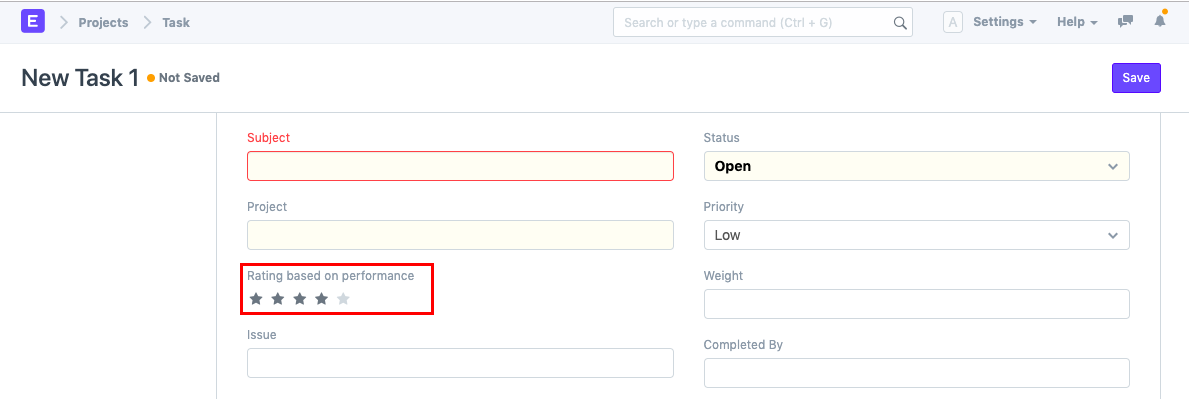 E Projects Task Search or type a command (Ctrl + G) A Settings Help
New Task 1 Not Saved Save
Subject
Status
Open
Project
Priority
Low
Rating based on performance
Weight
Issue
Completed By